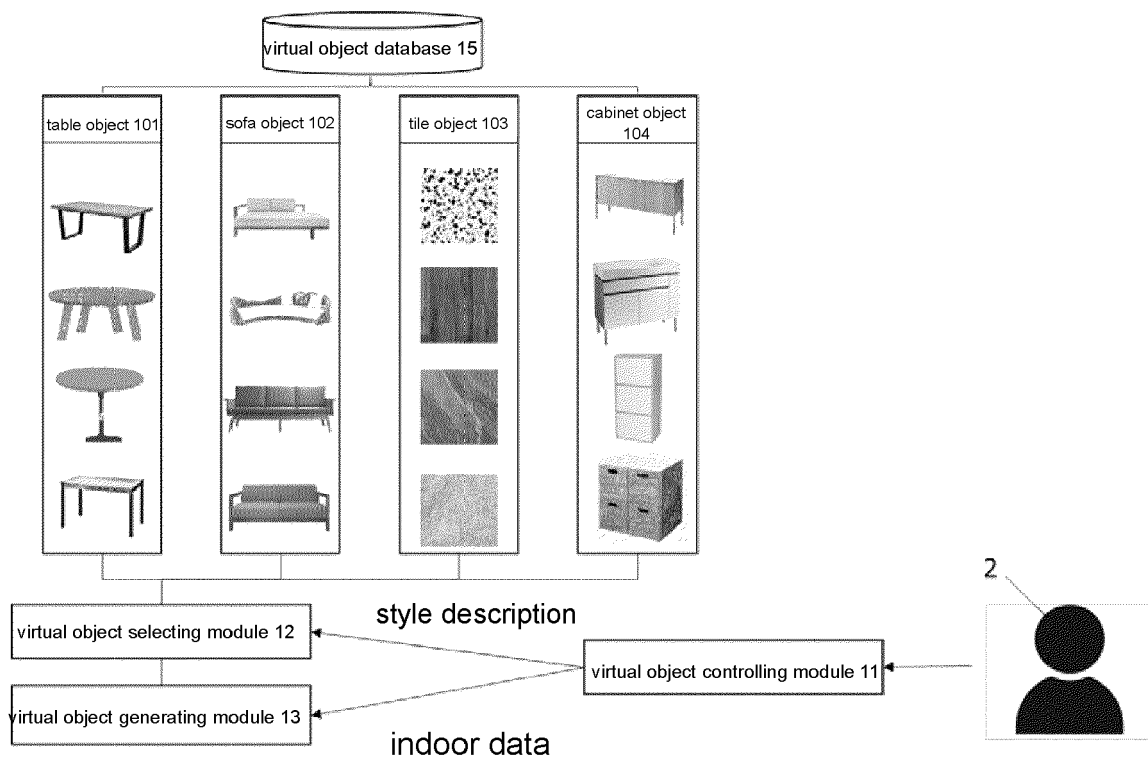 virtual object database 15
table object 101
sofa object 102
tile object 103
cabinet object
104
2
style description
virtual object selecting module 12
virtual object controlling module 11
virtual object generating module 13
indoor data